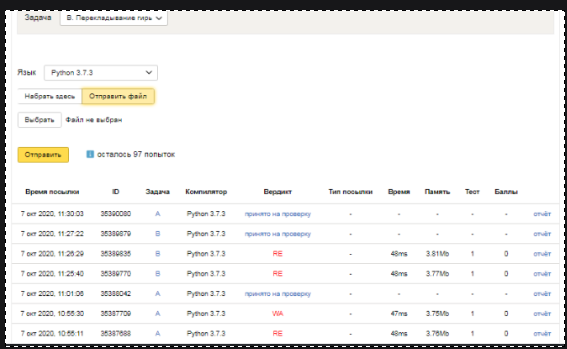 Задача B. Перекладывание гирь
Язык Python 3.7.3
Набрать здесь Отправить файл
Выбрать Файл не выбран
Отправить i осталось 97 попыток
Время посылки ID Задача Компилятор Вердикт Тип посылки Время Память Тест Баллы
7 окт 2020, 11:30:03 35390080 A Python 3.7.3 принято на проверку - - - - - отчёт
7 окт 2020, 11:27:22 35389879 B Python 3.7.3 принято на проверку - - - - - отчёт
7 окт 2020, 11:26:29 35389835 B Python 3.7.3 RE - 48ms 3.81Mb 1 0 отчёт
7 окт 2020, 11:25:40 35389770 B Python 3.7.3 RE - 48ms 3.77Mb 1 0 отчёт
7 окт 2020, 11:01:06 35388042 A Python 3.7.3 принято на проверку - - - - - отчёт
7 окт 2020, 10:56:30 35387709 A Python 3.7.3 WA - 47ms 3.75Mb 1 0 отчёт
7 окт 2020, 10:56:11 35387688 A Python 3.7.3 RE - 48ms 3.76Mb 1 0 отчёт